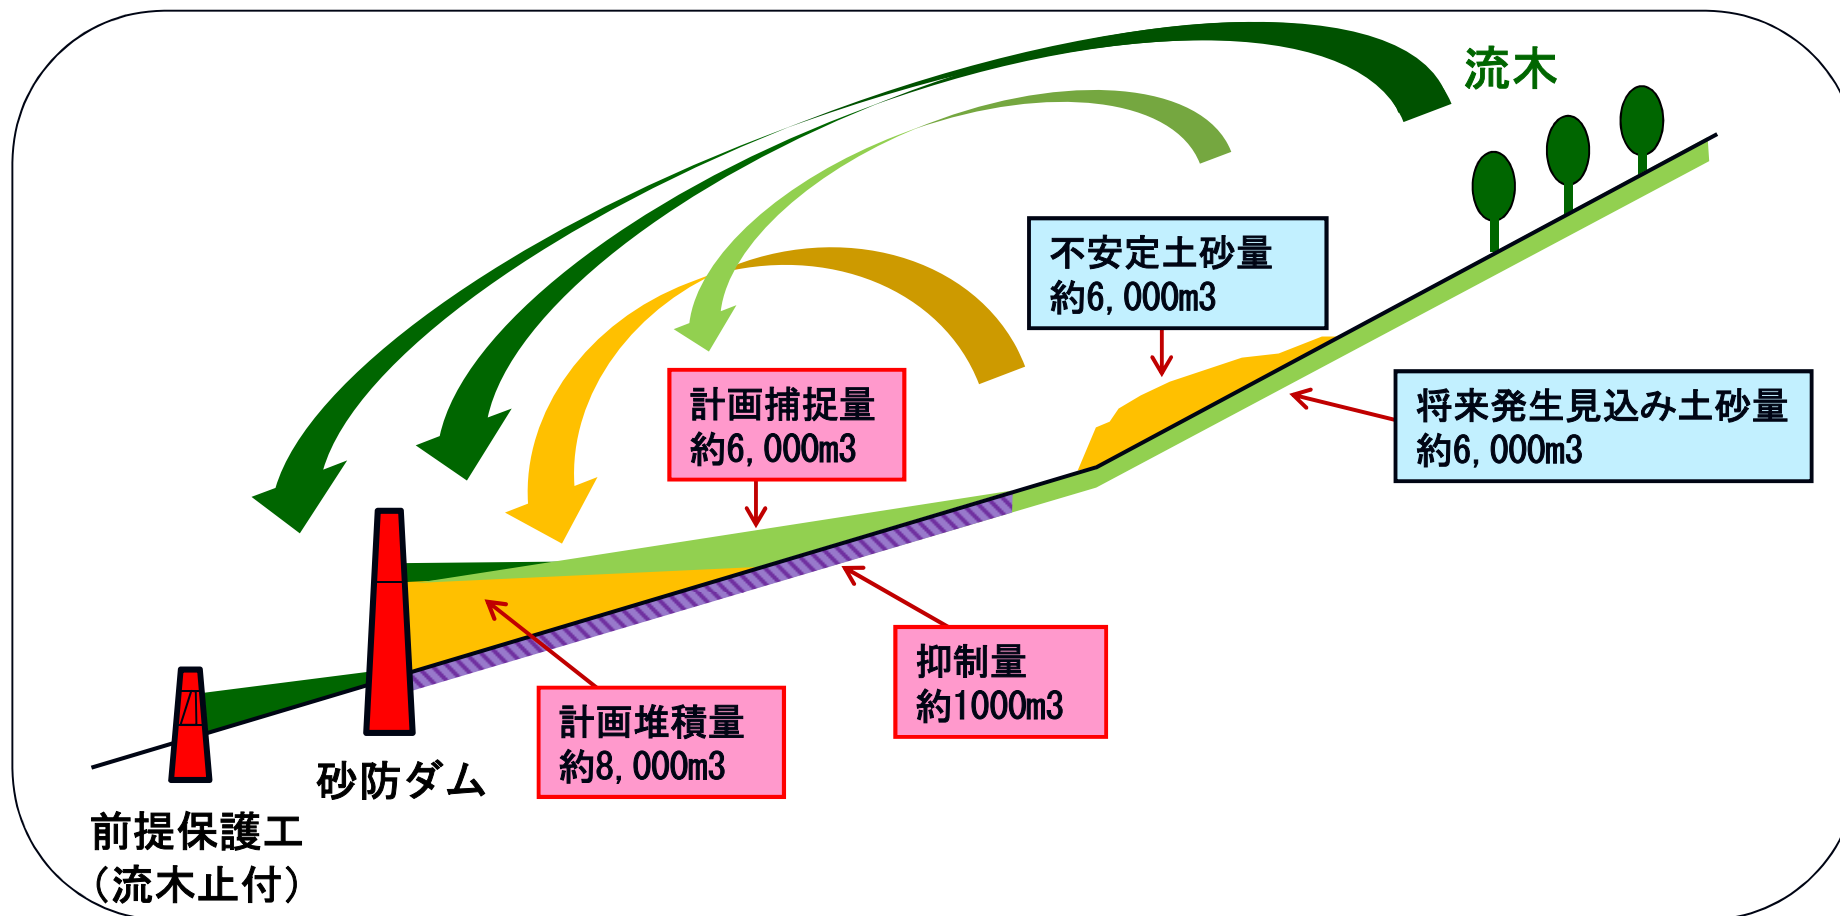 流木
不安定土砂量
約6,000m3
将来発生見込み土砂量
約6,000m3
計画捕捉量
約6,000m3
抑制量
約1000m3
計画堆積量
約8,000m3
砂防ダム
前提保護工
(流木止付)